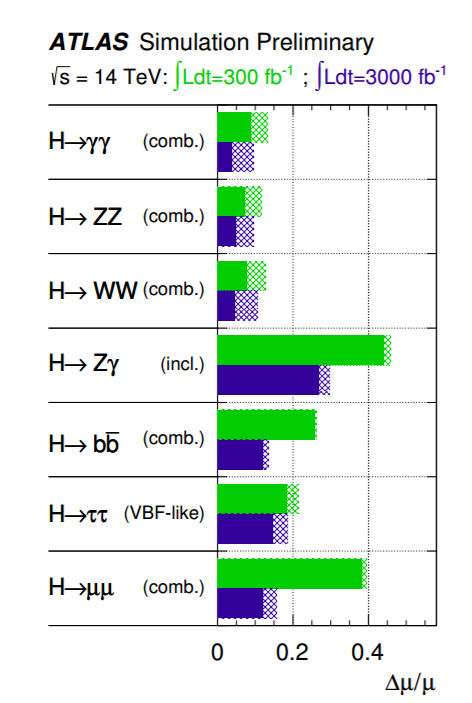 ATLAS Simulation Preliminary
√s = 14 TeV: ∫Ldt=300 fb⁻¹ ; ∫Ldt=3000 fb⁻¹
H→γγ (comb.)
H→ ZZ (comb.)
H→ WW (comb.)
H→ Zγ (incl.)
H→ bb̅ (comb.)
H→ττ (VBF-like)
H→μμ (comb.)
0 0.2 0.4
Δμ/μ